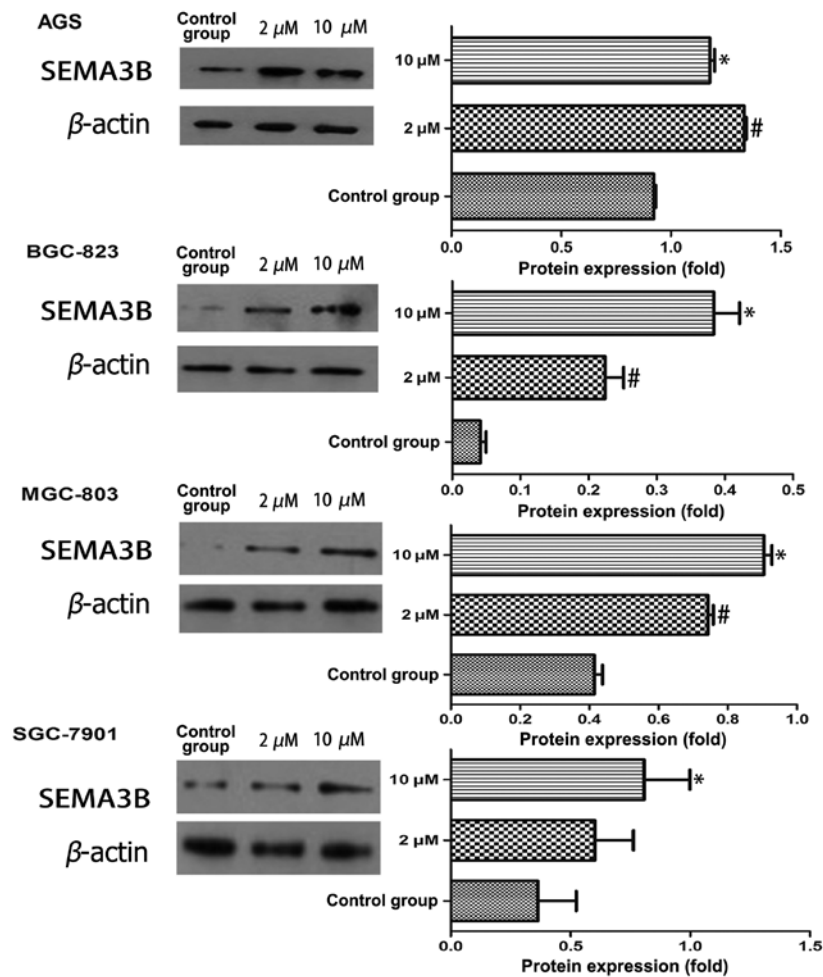 AGS
Control group
2 µM
10 µM
SEMA3B
β-actin
10 µM
*
2 µM
#
Control group
0.0 0.5 1.0 1.5
Protein expression (fold)
BGC-823
Control group
2 µM
10 µM
SEMA3B
β-actin
10 µM
*
2 µM
#
Control group
0.0 0.1 0.2 0.3 0.4 0.5
Protein expression (fold)
MGC-803
Control group
2 µM
10 µM
SEMA3B
β-actin
10 µM
*
2 µM
#
Control group
0.0 0.2 0.4 0.6 0.8 1.0
Protein expression (fold)
SGC-7901
Control group
2 µM
10 µM
SEMA3B
β-actin
10 µM
*
2 µM
Control group
0.0 0.5 1.0 1.5
Protein expression (fold)